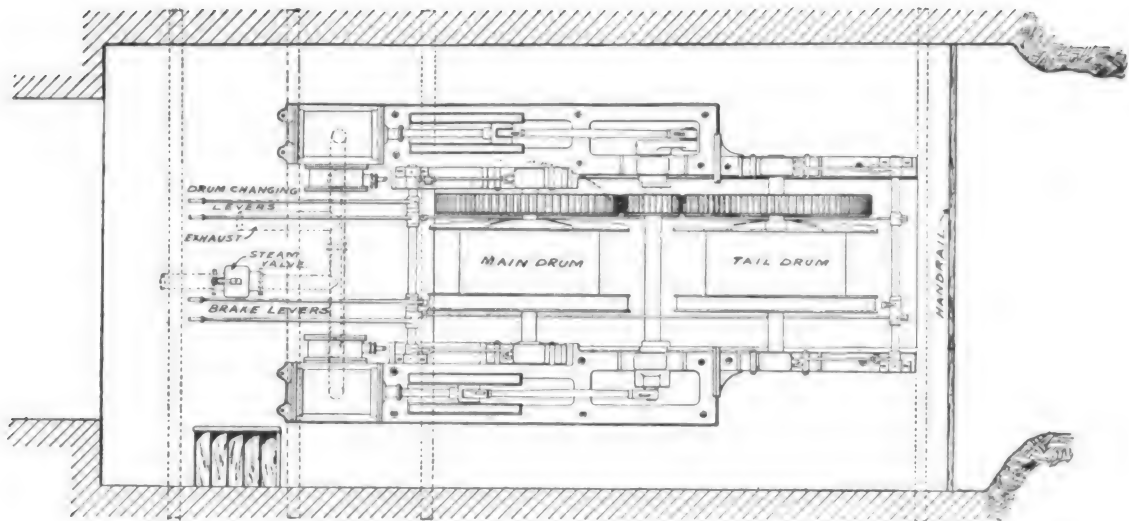 DRUM CHANGING
LEVERS
EXHAUST
STEAM
VALVE
MAIN DRUM
TAIL DRUM
BRAKE LEVERS
HANDRAIL